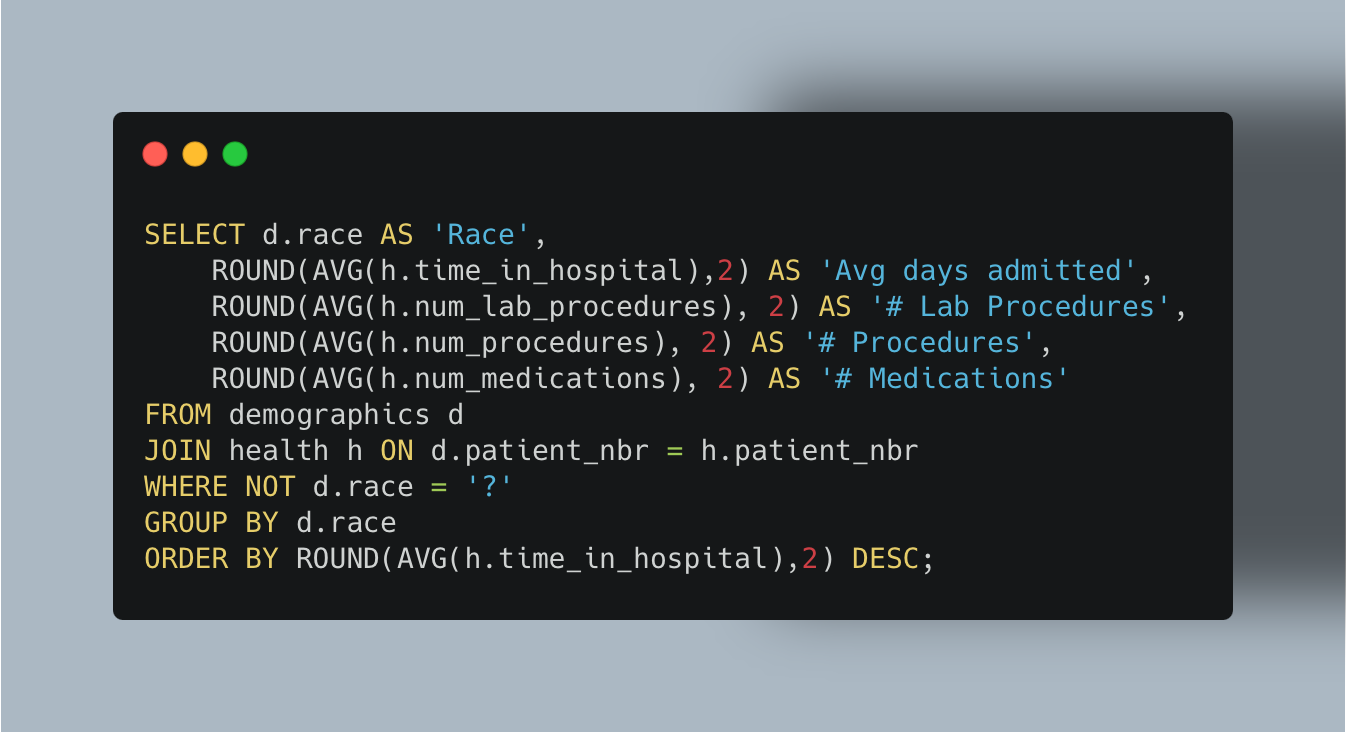 SELECT d.race AS 'Race',
    ROUND(AVG(h.time_in_hospital),2) AS 'Avg days admitted',
    ROUND(AVG(h.num_lab_procedures), 2) AS '# Lab Procedures',
    ROUND(AVG(h.num_procedures), 2) AS '# Procedures',
    ROUND(AVG(h.num_medications), 2) AS '# Medications'
FROM demographics d
JOIN health h ON d.patient_nbr = h.patient_nbr
WHERE NOT d.race = '?'
GROUP BY d.race
ORDER BY ROUND(AVG(h.time_in_hospital),2) DESC;